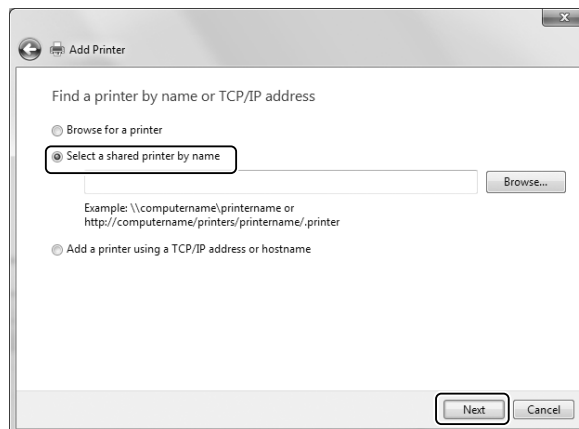 x
Add Printer
Find a printer by name or TCP/IP address
Browse for a printer
Select a shared printer by name
Browse...
Example: \\computername\printername or
http://computername/printers/printername/.printer
Add a printer using a TCP/IP address or hostname
Next Cancel